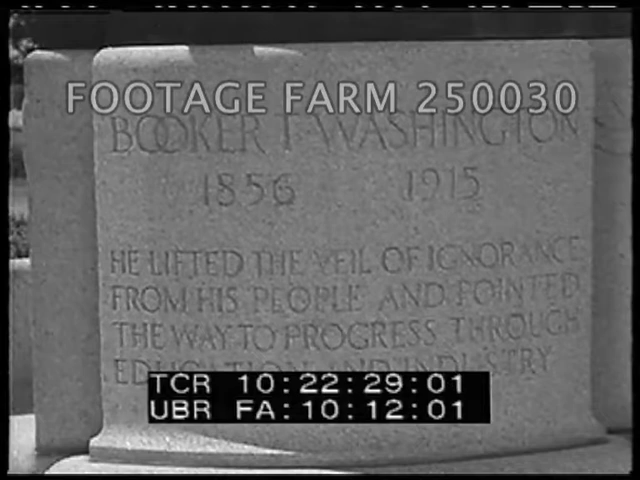 FOOTAGE FARM 250030
BOOKER T WASHINGTON
1856 1915
HE LIFTED THE VEIL OF IGNORANCE
FROM HIS PEOPLE AND POINTED
THE WAY TO PROGRESS THROUGH
EDUCATION AND INDUSTRY
TCR 10:22:29:01
UBR FA:10:12:01